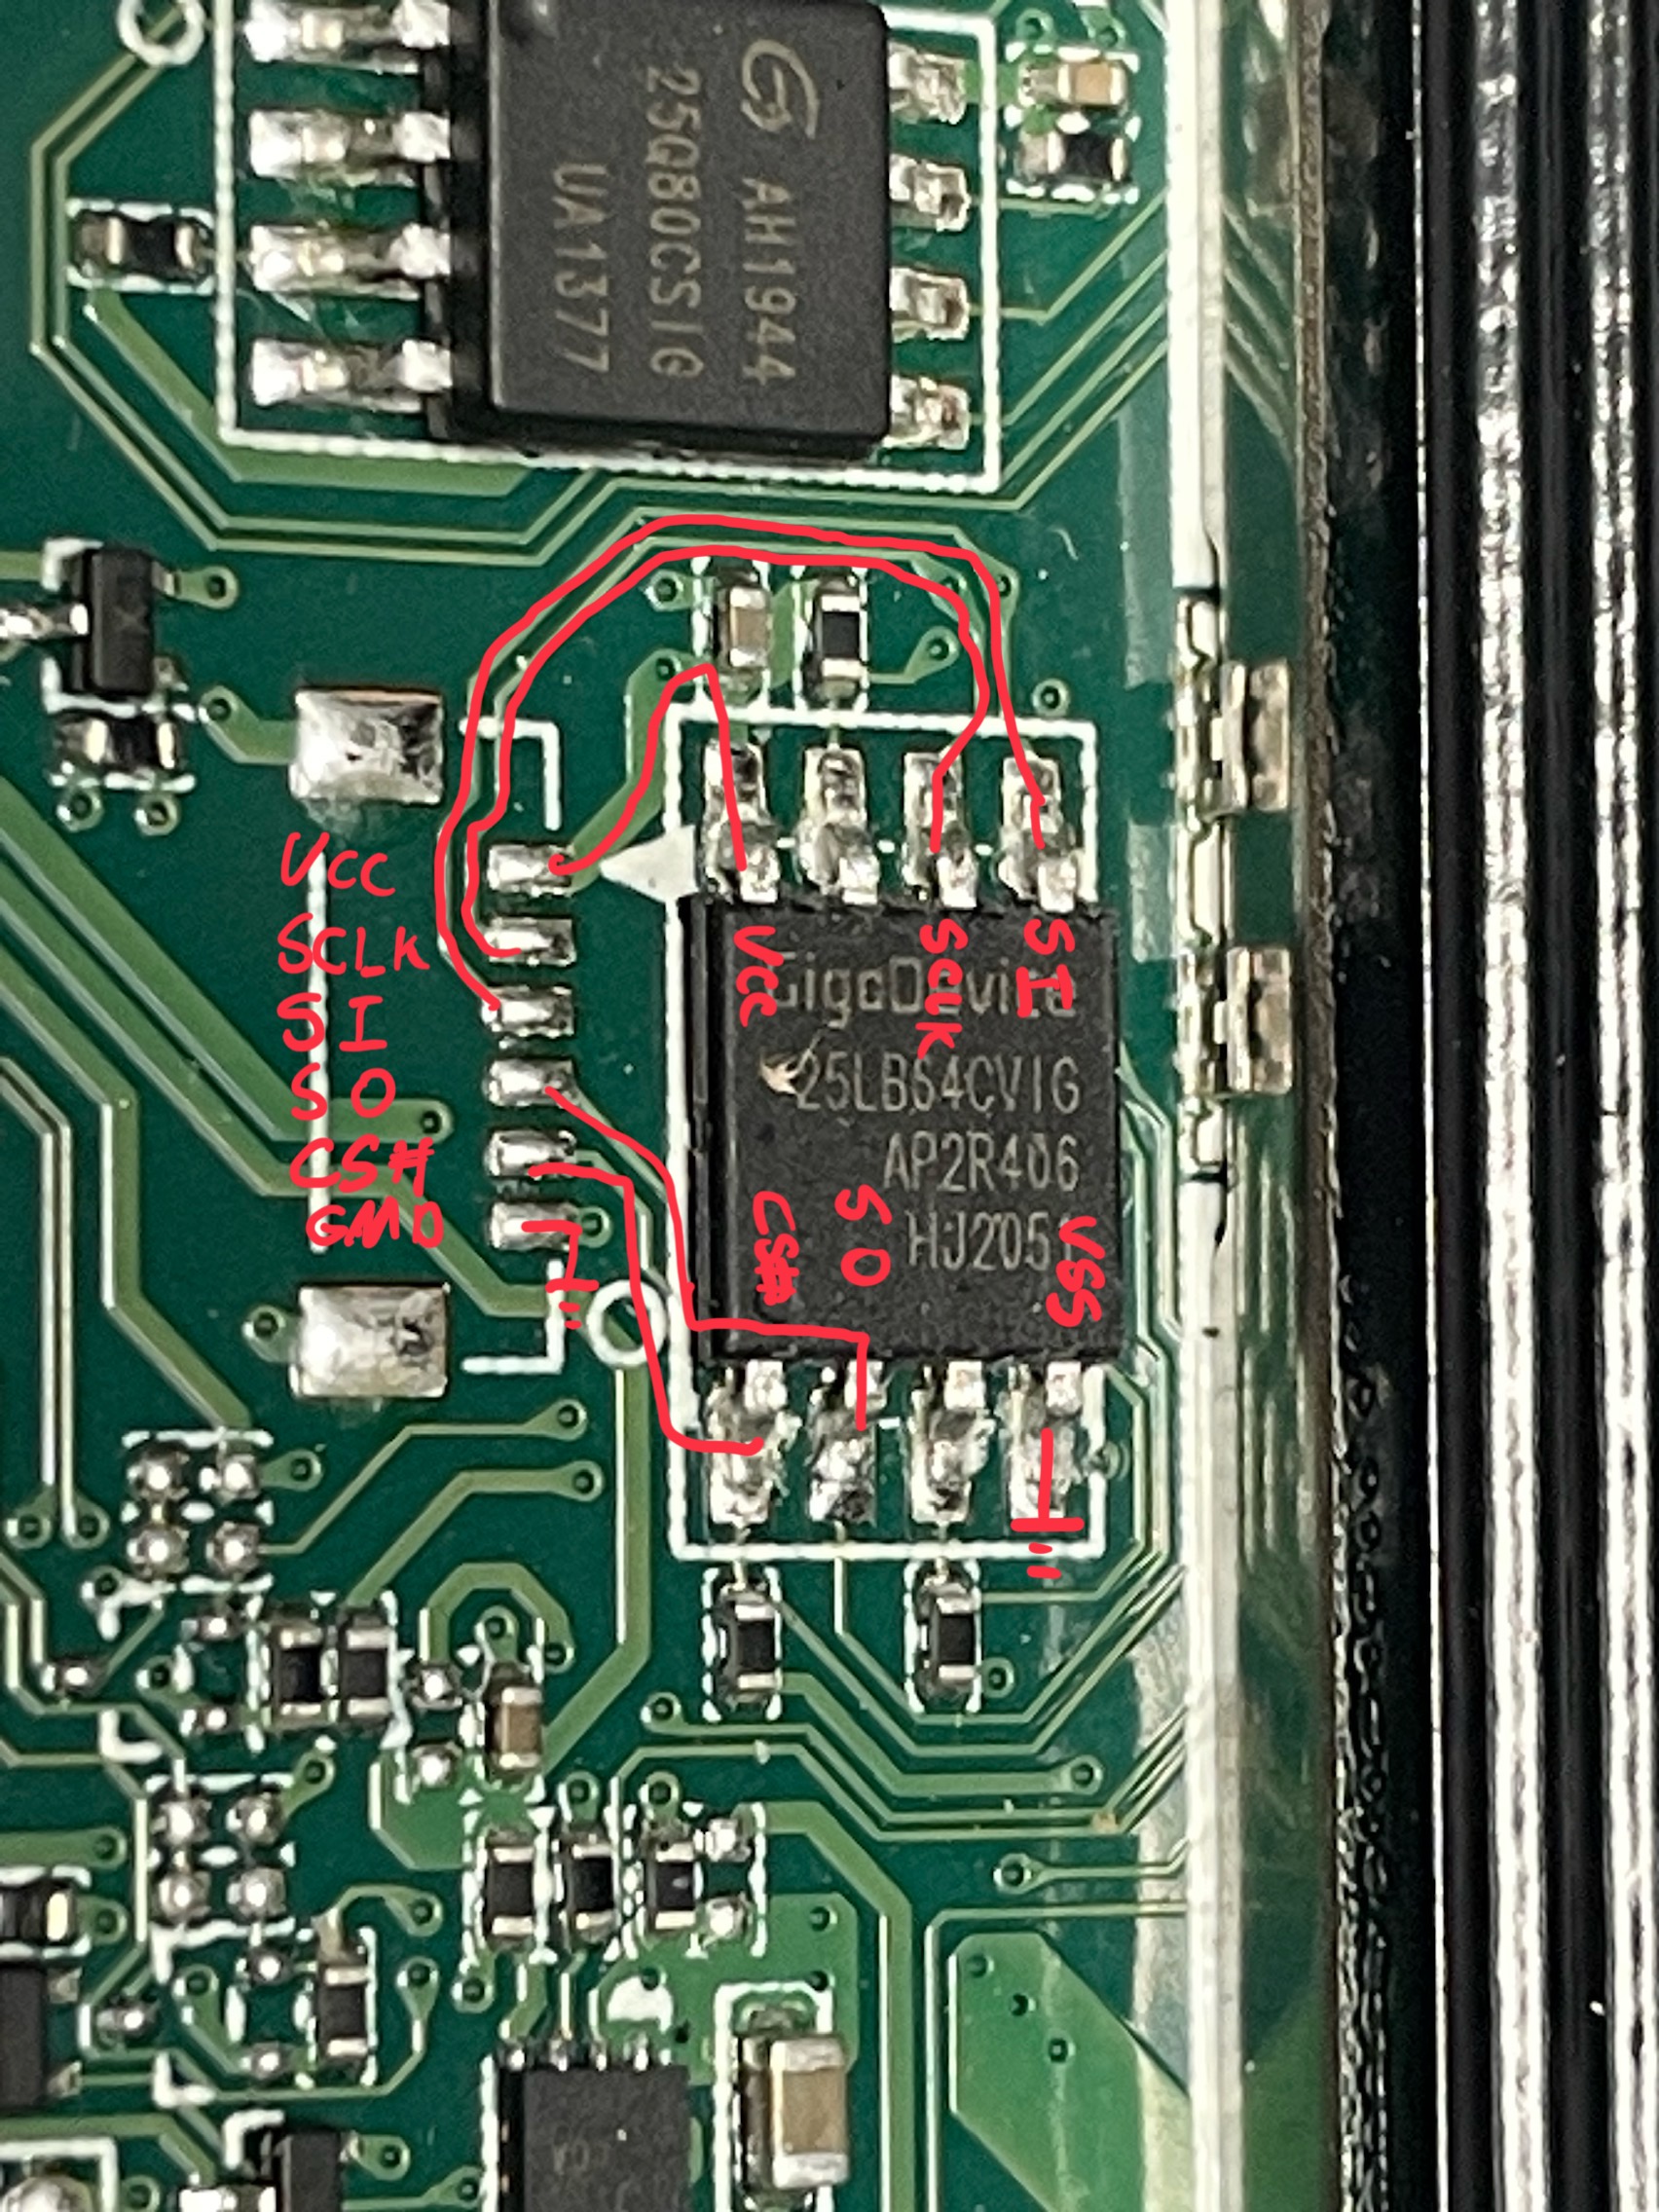 AH1944
25Q80CSIG
UA1377
VCC
SCLK
SI
SO
CS#
GND
VCC
SCLK
SI
GigaDevice
25LB64CVIG
AP2R406
HJ2051
CS#
SO
VSS